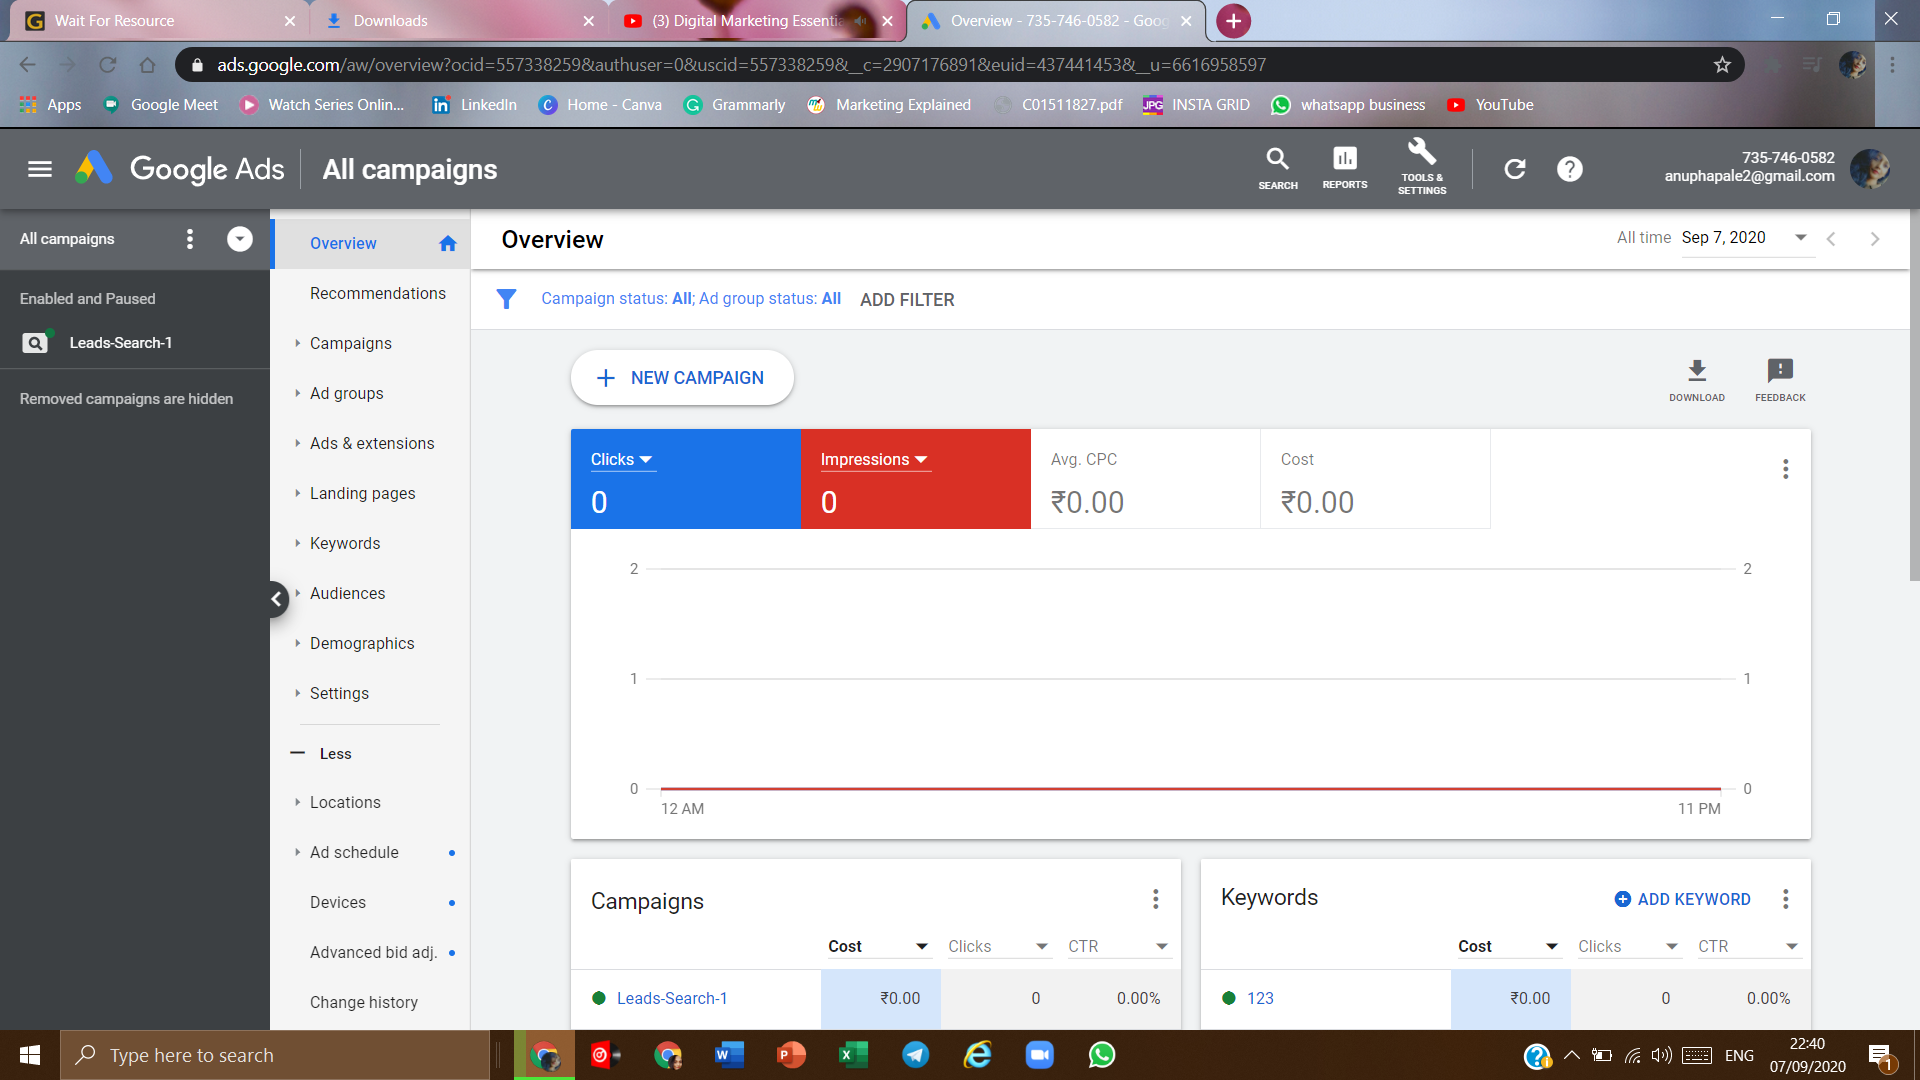 Wait For Resource
Downloads
(3) Digital Marketing Essentia
Overview - 735-746-0582 - Goog
ads.google.com/aw/overview?ocid=557338259&authuser=0&uscid=557338259&__c=2907176891&euid=437441453&__u=6616958597
Apps
Google Meet
Watch Series Onlin...
LinkedIn
Home - Canva
Grammarly
Marketing Explained
C01511827.pdf
JPG INSTA GRID
whatsapp business
YouTube
Google Ads
All campaigns
SEARCH
REPORTS
TOOLS &
SETTINGS
735-746-0582
anuphapale2@gmail.com
All campaigns
Enabled and Paused
Leads-Search-1
Removed campaigns are hidden
Overview
Recommendations
Campaigns
Ad groups
Ads & extensions
Landing pages
Keywords
Audiences
Demographics
Settings
Less
Locations
Ad schedule
Devices
Advanced bid adj.
Change history
Overview
All time Sep 7, 2020
Campaign status: All; Ad group status: All ADD FILTER
NEW CAMPAIGN
DOWNLOAD
FEEDBACK
Clicks
0
Impressions
0
Avg. CPC
₹0.00
Cost
₹0.00
2 2
1 1
0 0
12 AM 11 PM
Campaigns
Cost Clicks CTR
Leads-Search-1 ₹0.00 0 0.00%
Keywords
ADD KEYWORD
Cost Clicks CTR
123 ₹0.00 0 0.00%
Type here to search
ENG
22:40
07/09/2020
1